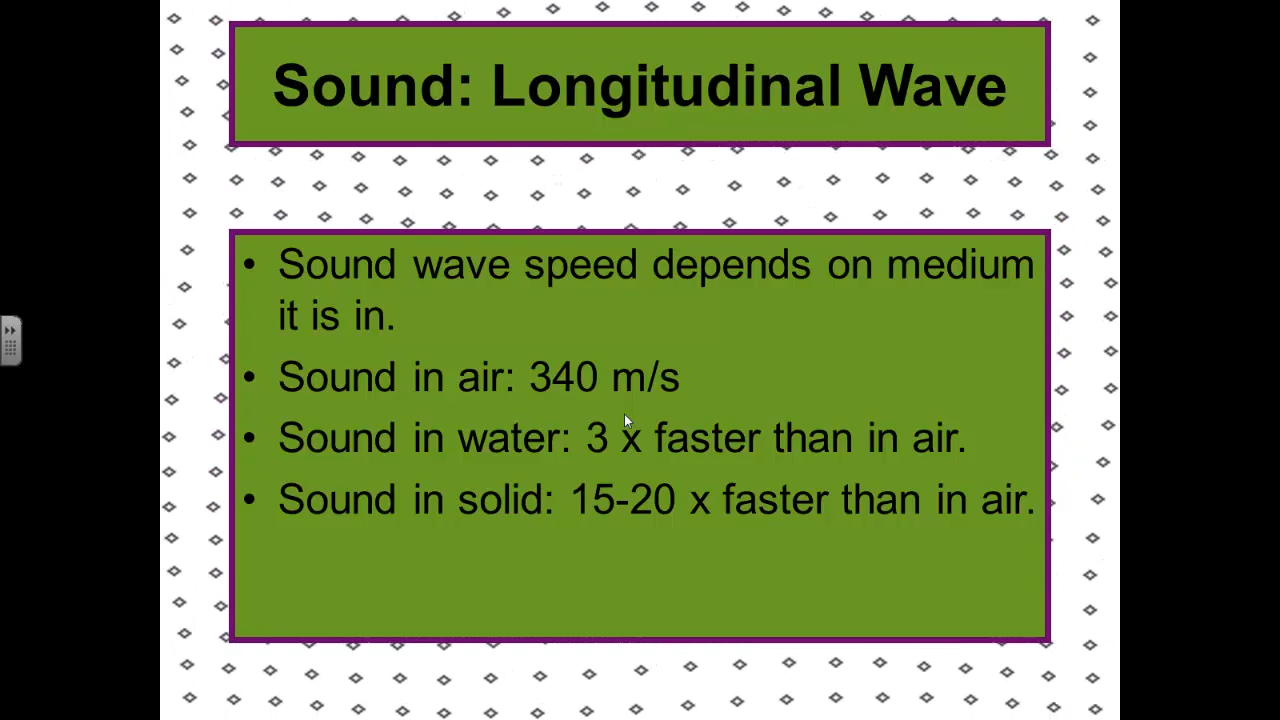 Sound: Longitudinal Wave
• Sound wave speed depends on medium
it is in.
• Sound in air: 340 m/s
• Sound in water: 3 x faster than in air.
• Sound in solid: 15-20 x faster than in air.